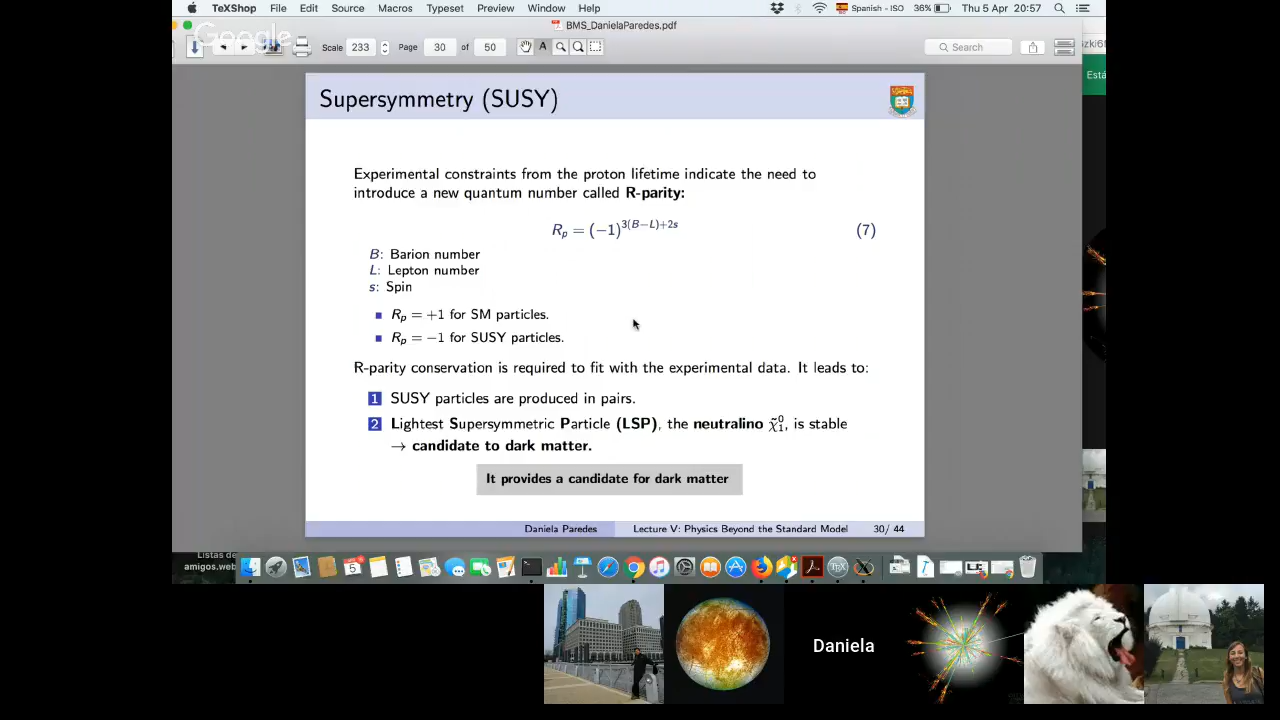 TeXShop File Edit Source Macros Typeset Preview Window Help Spanish - ISO 36% Thu 5 Apr 20:57
Google
BMS_DanielaParedes.pdf
Scale 233 Page 30 of 50 A Search
Está
Supersymmetry (SUSY)
Experimental constraints from the proton lifetime indicate the need to
introduce a new quantum number called R-parity:
R_p = (−1)^{3(B−L)+2s} (7)
B: Barion number
L: Lepton number
s: Spin
R_p = +1 for SM particles.
R_p = −1 for SUSY particles.
R-parity conservation is required to fit with the experimental data. It leads to:
1 SUSY particles are produced in pairs.
2 Lightest Supersymmetric Particle (LSP), the neutralino χ̃⁰₁, is stable
→ candidate to dark matter.
It provides a candidate for dark matter
Daniela Paredes Lecture V: Physics Beyond the Standard Model 30/ 44
Listas de
amigos.web
Daniela